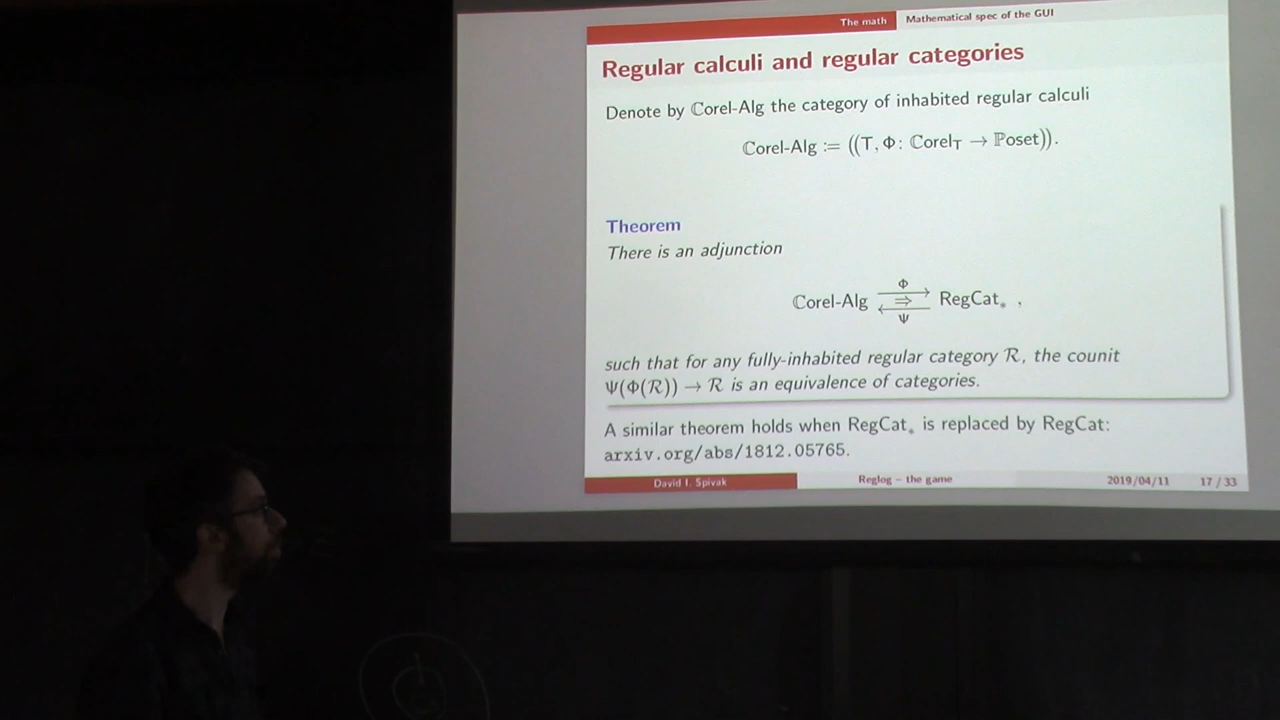 The math Mathematical spec of the GUI
Regular calculi and regular categories
Denote by ℂorel-Alg the category of inhabited regular calculi
ℂorel-Alg := ((T, Φ: ℂorel_T → ℙoset)).
Theorem
There is an adjunction
Φ
ℂorel-Alg ⇒ RegCat_* ,
Ψ
such that for any fully-inhabited regular category ℛ, the counit
Ψ(Φ(ℛ)) → ℛ is an equivalence of categories.
A similar theorem holds when RegCat_* is replaced by RegCat:
arxiv.org/abs/1812.05765.
David I. Spivak Reglog – the game 2019/04/11 17 / 33